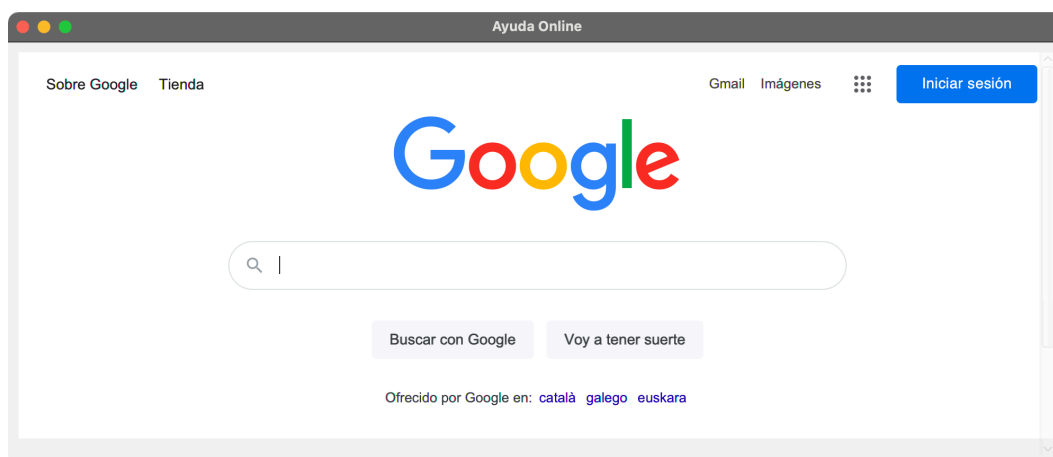 Ayuda Online
Sobre Google Tienda Gmail Imágenes Iniciar sesión
Google
Buscar con Google Voy a tener suerte
Ofrecido por Google en: català galego euskara